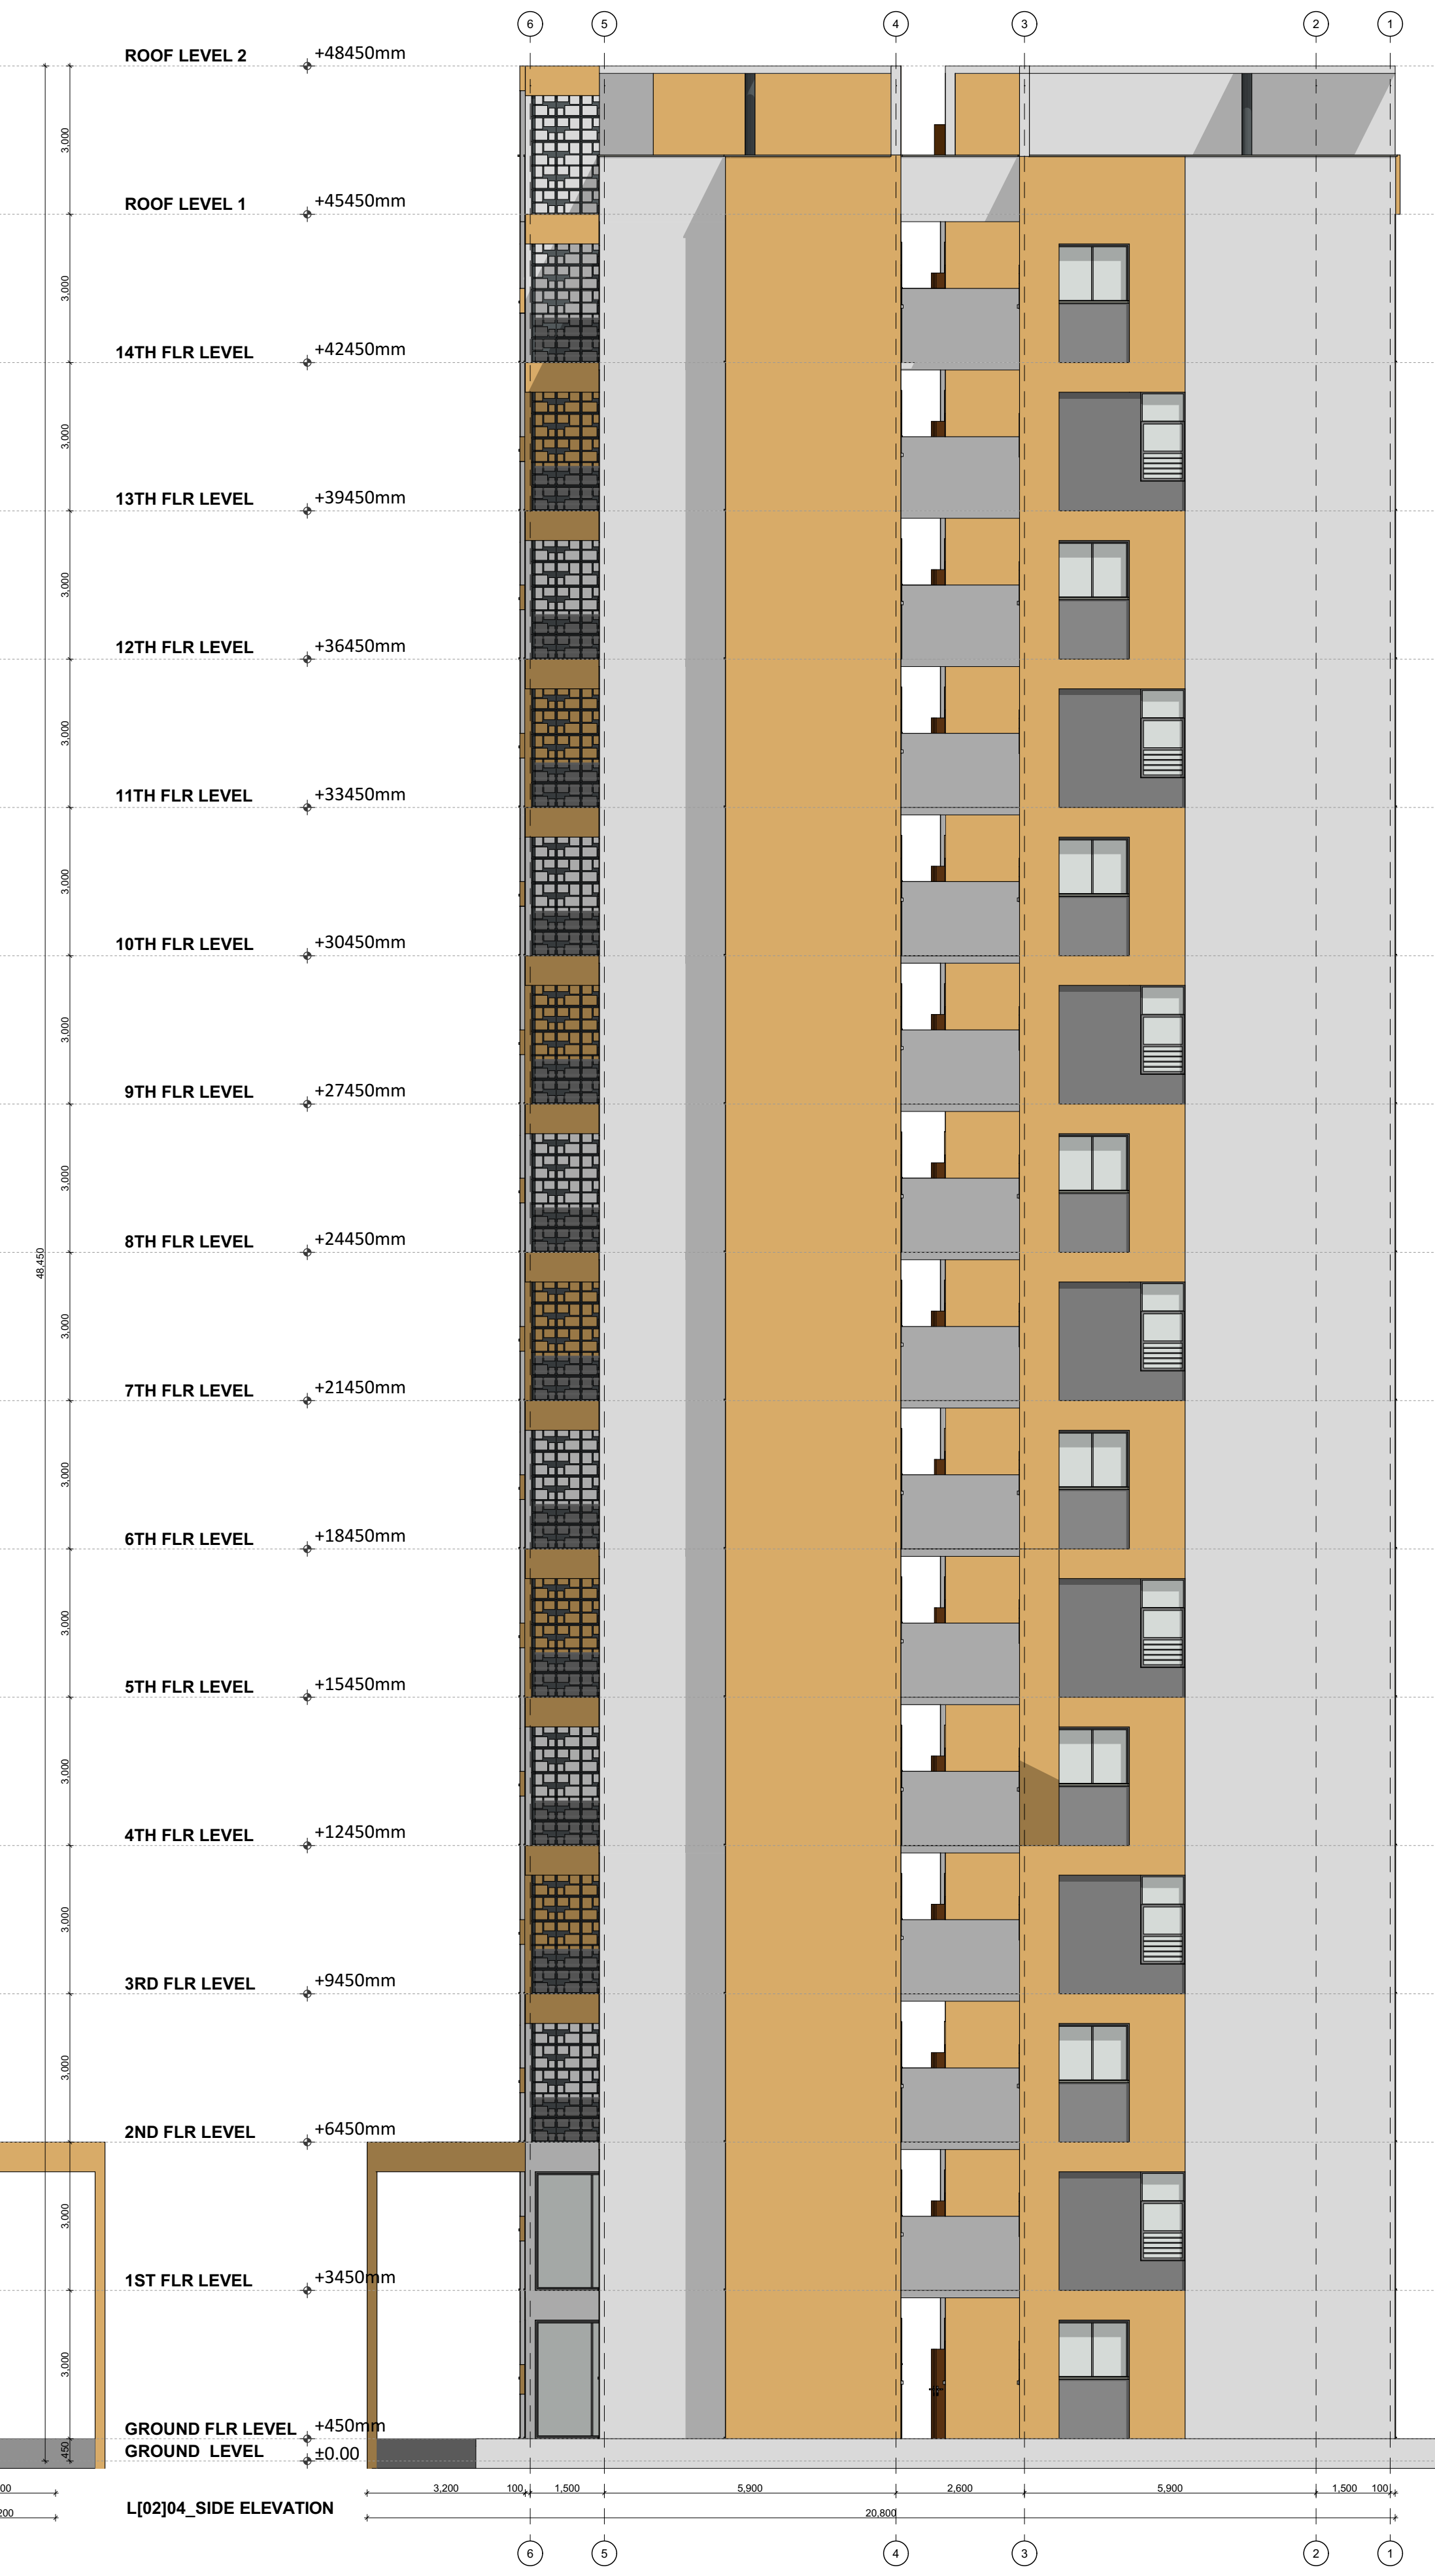 6 5 4 3 2 1
ROOF LEVEL 2 +48450mm
3,000
ROOF LEVEL 1 +45450mm
3,000
14TH FLR LEVEL +42450mm
3,000
13TH FLR LEVEL +39450mm
3,000
12TH FLR LEVEL +36450mm
3,000
11TH FLR LEVEL +33450mm
3,000
10TH FLR LEVEL +30450mm
3,000
9TH FLR LEVEL +27450mm
3,000
8TH FLR LEVEL +24450mm
48,450
3,000
7TH FLR LEVEL +21450mm
3,000
6TH FLR LEVEL +18450mm
3,000
5TH FLR LEVEL +15450mm
3,000
4TH FLR LEVEL +12450mm
3,000
3RD FLR LEVEL +9450mm
3,000
2ND FLR LEVEL +6450mm
3,000
1ST FLR LEVEL +3450mm
3,000
GROUND FLR LEVEL +450mm
450
GROUND LEVEL ±0.00
00 3,200 100 1,500 5,900 2,600 5,900 1,500 100
L[02]04_SIDE ELEVATION
200 20,800
6 5 4 3 2 1